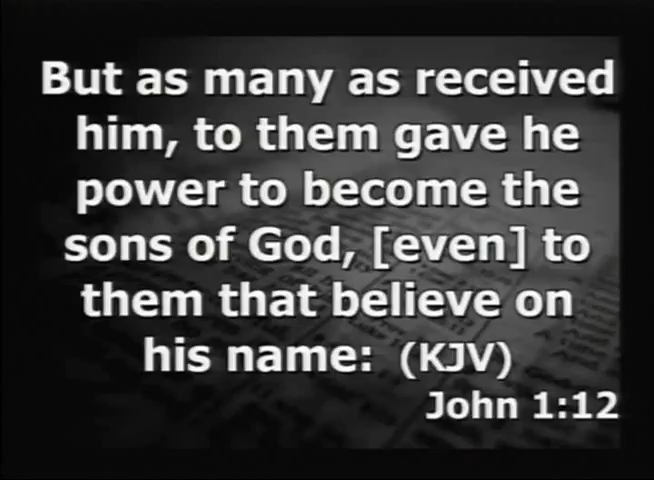 But as many as received
him, to them gave he
power to become the
sons of God, [even] to
them that believe on
his name: (KJV)
John 1:12